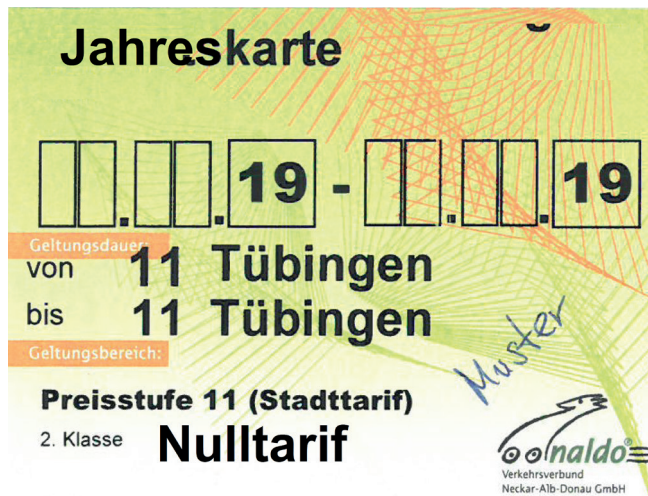 Jahreskarte
. . 19 - . . 19
Geltungsdauer:
von 11 Tübingen
bis 11 Tübingen
Geltungsbereich:
Muster
Preisstufe 11 (Stadttarif)
2. Klasse Nulltarif
naldo®
Verkehrsverbund
Neckar-Alb-Donau GmbH